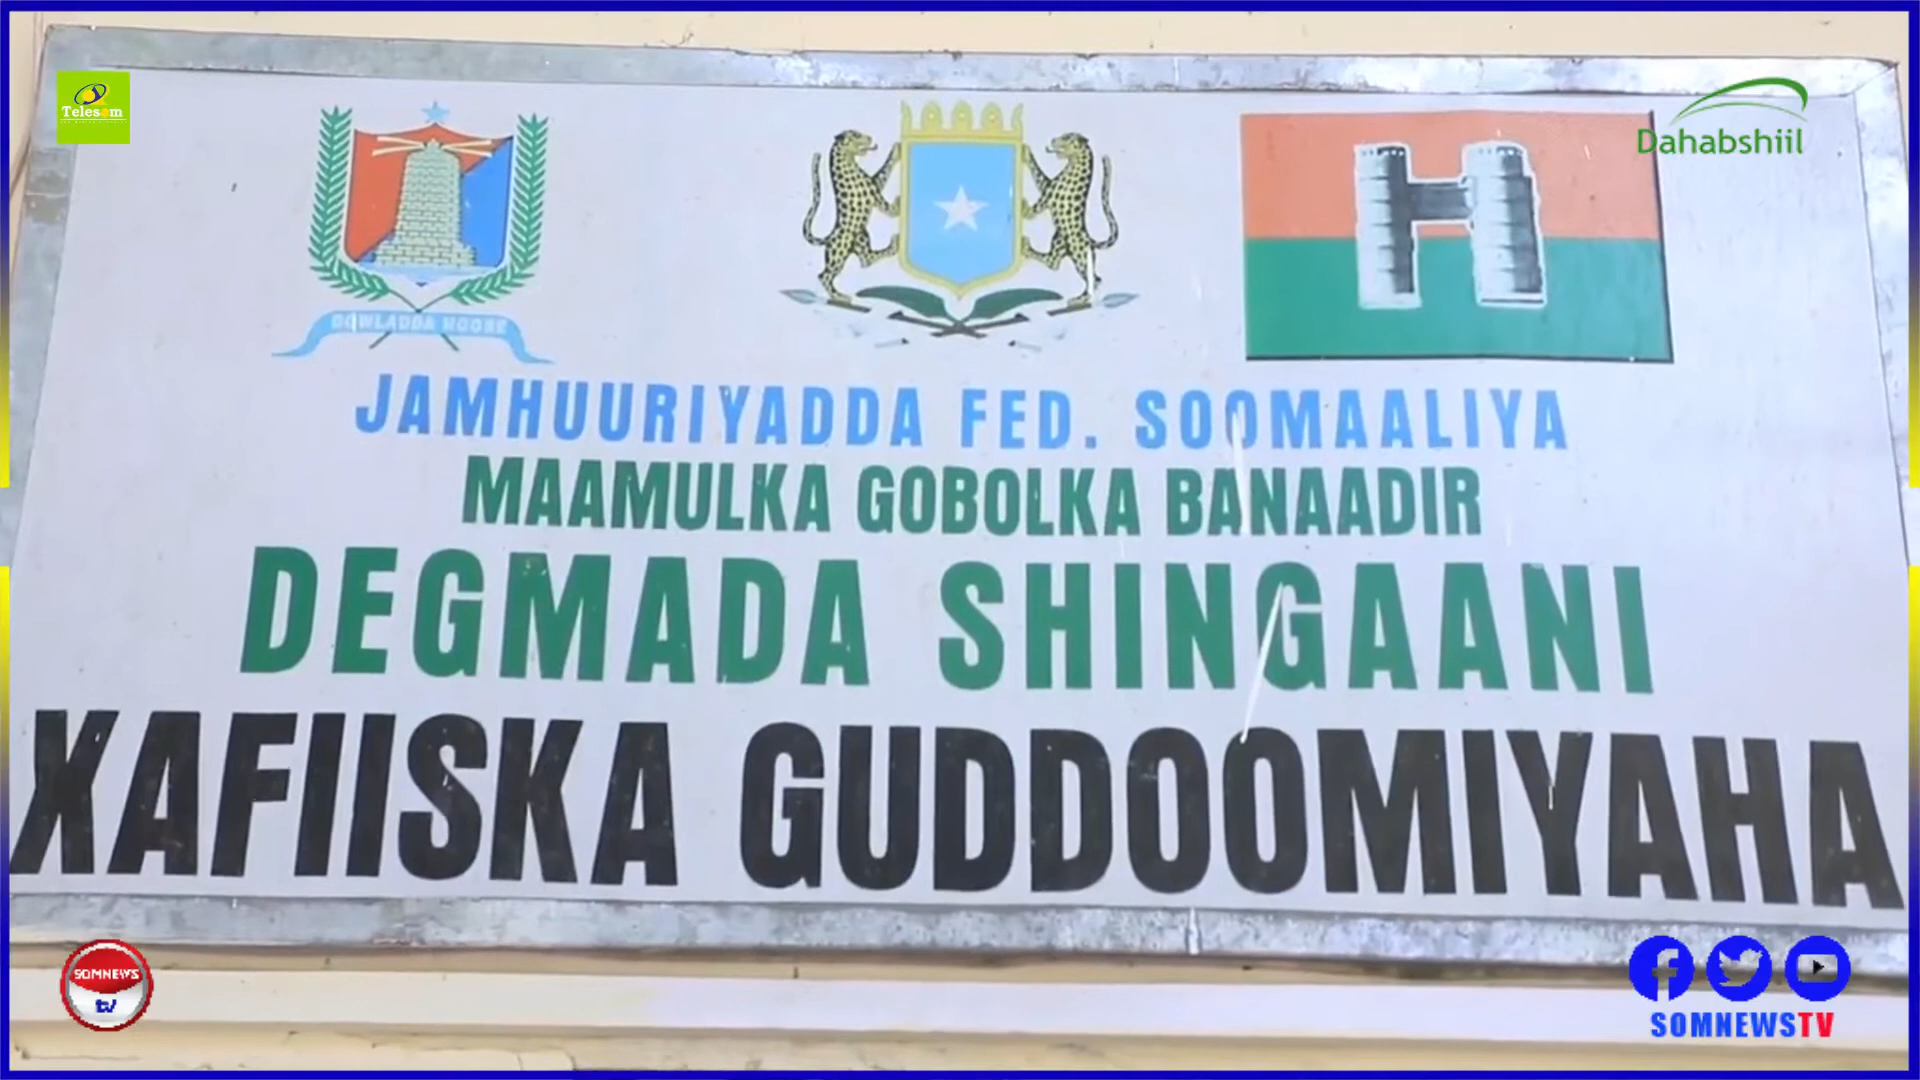 Telesom
Dahabshiil
DOWLADDA HOOSE
JAMHUURIYADDA FED. SOOMAALIYA
MAAMULKA GOBOLKA BANAADIR
DEGMADA SHINGAANI
XAFIISKA GUDDOOMIYAHA
SOMNEWS
tv
SOMNEWSTV